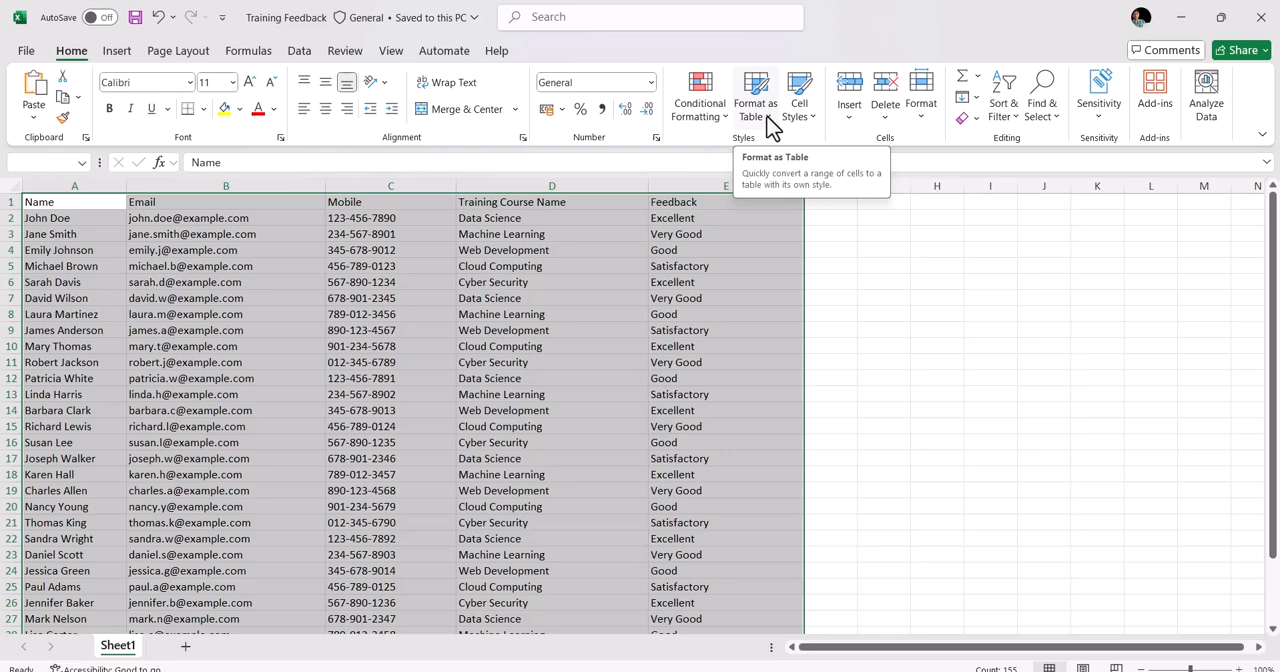 AutoSave Off Training Feedback General • Saved to this PC Search
File Home Insert Page Layout Formulas Data Review View Automate Help Comments Share
Paste
Clipboard
Calibri 11
B I U
Font
Wrap Text
Merge & Center
Alignment
General
% ,
Number
Conditional Formatting
Format as Table
Cell Styles
Styles
Insert Delete Format
Cells
Sort & Filter
Find & Select
Editing
Sensitivity
Sensitivity
Add-ins
Add-ins
Analyze Data
fx Name
Format as Table
Quickly convert a range of cells to a
table with its own style.
A B C D E H I J K L M N
1 Name Email Mobile Training Course Name Feedback
2 John Doe john.doe@example.com 123-456-7890 Data Science Excellent
3 Jane Smith jane.smith@example.com 234-567-8901 Machine Learning Very Good
4 Emily Johnson emily.j@example.com 345-678-9012 Web Development Good
5 Michael Brown michael.b@example.com 456-789-0123 Cloud Computing Satisfactory
6 Sarah Davis sarah.d@example.com 567-890-1234 Cyber Security Excellent
7 David Wilson david.w@example.com 678-901-2345 Data Science Very Good
8 Laura Martinez laura.m@example.com 789-012-3456 Machine Learning Good
9 James Anderson james.a@example.com 890-123-4567 Web Development Satisfactory
10 Mary Thomas mary.t@example.com 901-234-5678 Cloud Computing Excellent
11 Robert Jackson robert.j@example.com 012-345-6789 Cyber Security Very Good
12 Patricia White patricia.w@example.com 123-456-7891 Data Science Good
13 Linda Harris linda.h@example.com 234-567-8902 Machine Learning Satisfactory
14 Barbara Clark barbara.c@example.com 345-678-9013 Web Development Excellent
15 Richard Lewis richard.l@example.com 456-789-0124 Cloud Computing Very Good
16 Susan Lee susan.l@example.com 567-890-1235 Cyber Security Good
17 Joseph Walker joseph.w@example.com 678-901-2346 Data Science Satisfactory
18 Karen Hall karen.h@example.com 789-012-3457 Machine Learning Excellent
19 Charles Allen charles.a@example.com 890-123-4568 Web Development Very Good
20 Nancy Young nancy.y@example.com 901-234-5679 Cloud Computing Good
21 Thomas King thomas.k@example.com 012-345-6790 Cyber Security Satisfactory
22 Sandra Wright sandra.w@example.com 123-456-7892 Data Science Excellent
23 Daniel Scott daniel.s@example.com 234-567-8903 Machine Learning Very Good
24 Jessica Green jessica.g@example.com 345-678-9014 Web Development Good
25 Paul Adams paul.a@example.com 456-789-0125 Cloud Computing Satisfactory
26 Jennifer Baker jennifer.b@example.com 567-890-1236 Cyber Security Excellent
27 Mark Nelson mark.n@example.com 678-901-2347 Data Science Very Good
Sheet1
Ready Accessibility: Good to go Count: 155 100%